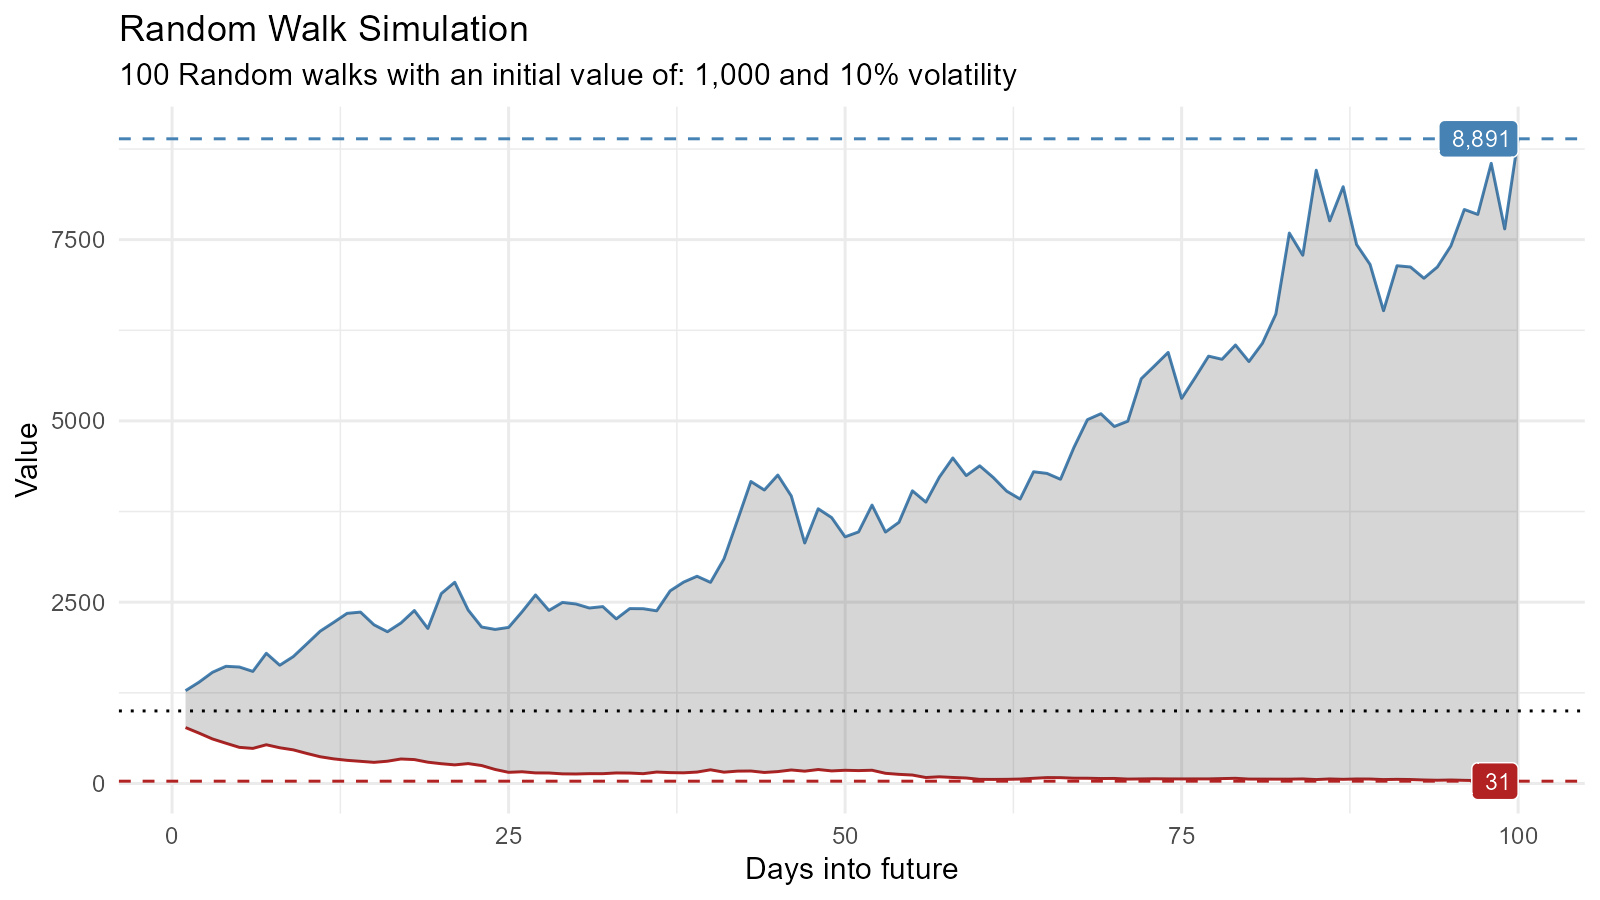 Random Walk Simulation
100 Random walks with an initial value of: 1,000 and 10% volatility
8,891
7500
5000
2500
0
31
Value
0 25 50 75 100
Days into future